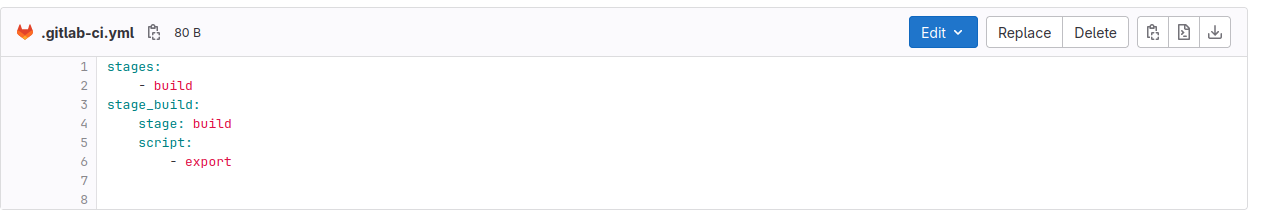 .gitlab-ci.yml 80 B Edit Replace Delete
1 stages:
2     - build
3 stage_build:
4     stage: build
5     script:
6         - export
7
8